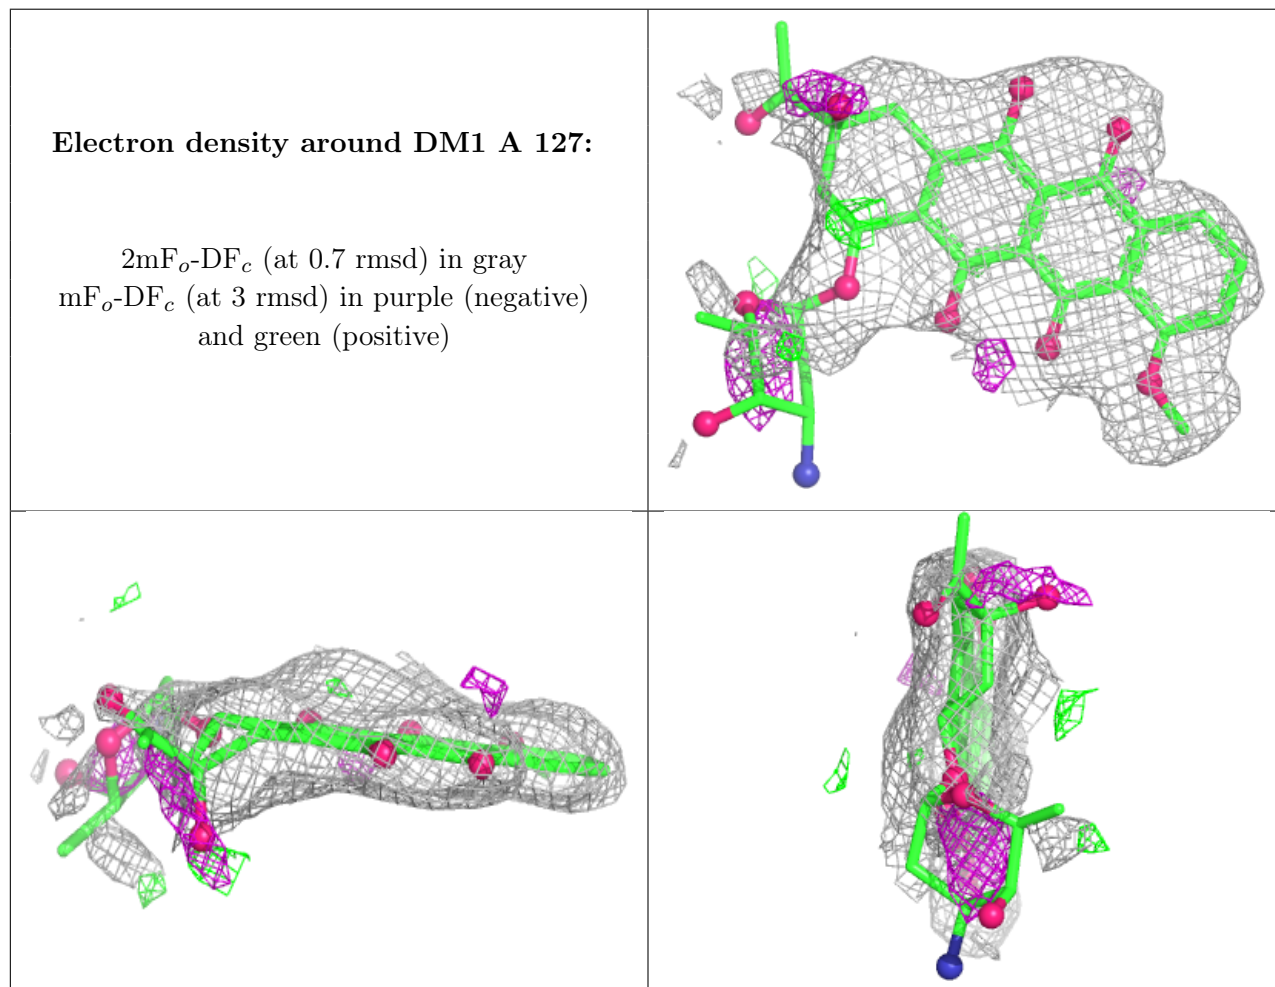 Electron density around DM1 A 127:
2mFₒ-DF𝑐 (at 0.7 rmsd) in gray
mFₒ-DF𝑐 (at 3 rmsd) in purple (negative)
and green (positive)